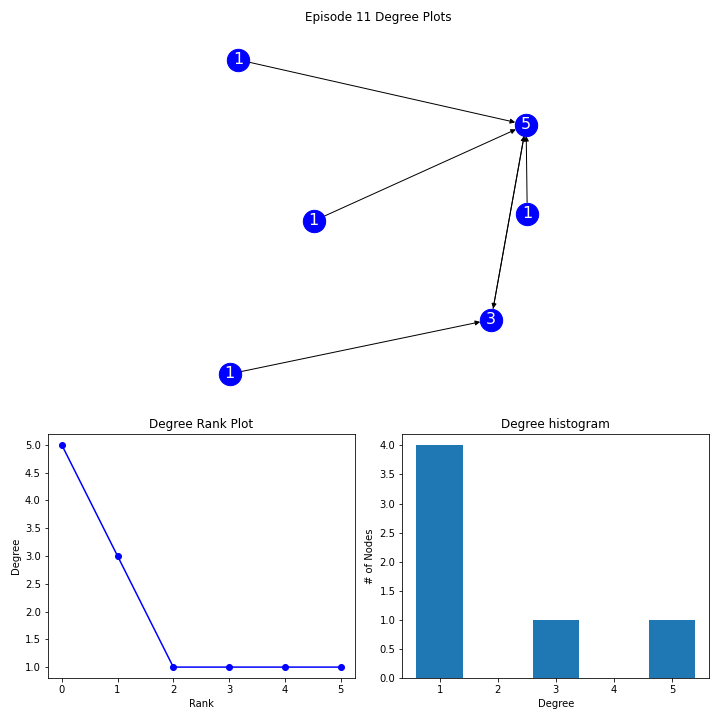 Episode 11 Degree Plots
1
5
1
1
3
1
Degree Rank Plot
5.0
4.5
4.0
3.5
3.0
2.5
2.0
1.5
1.0
Degree
0 1 2 3 4 5
Rank
Degree histogram
4.0
3.5
3.0
2.5
2.0
1.5
1.0
0.5
0.0
# of Nodes
1 2 3 4 5
Degree